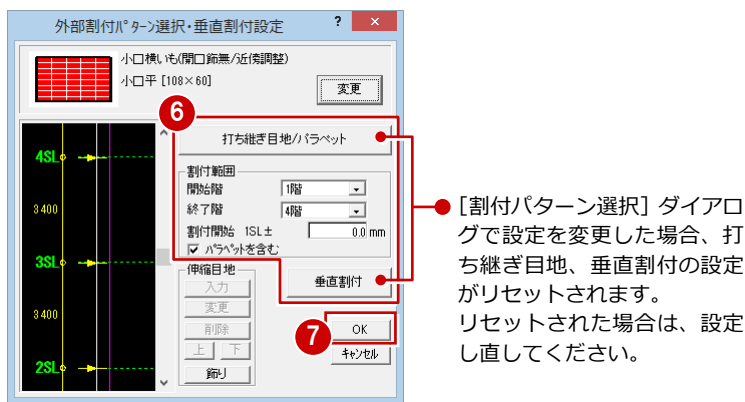 外部割付ﾊﾟﾀｰﾝ選択・垂直割付設定
?
×
小口横いも(開口飾無/近傍調整)
小口平 [108×60]
変更
6
打ち継ぎ目地/パラペット
割付範囲
開始階 1階
終了階 4階
割付開始 1SL± 0.0 mm
パラペットを含む
伸縮目地
入力
変更
削除
上 下
飾り
垂直割付
7
OK
キャンセル
4SL
3400
3SL
3400
2SL
［割付パターン選択］ダイアロ
グで設定を変更した場合、打
ち継ぎ目地、垂直割付の設定
がリセットされます。
リセットされた場合は、設定
し直してください。